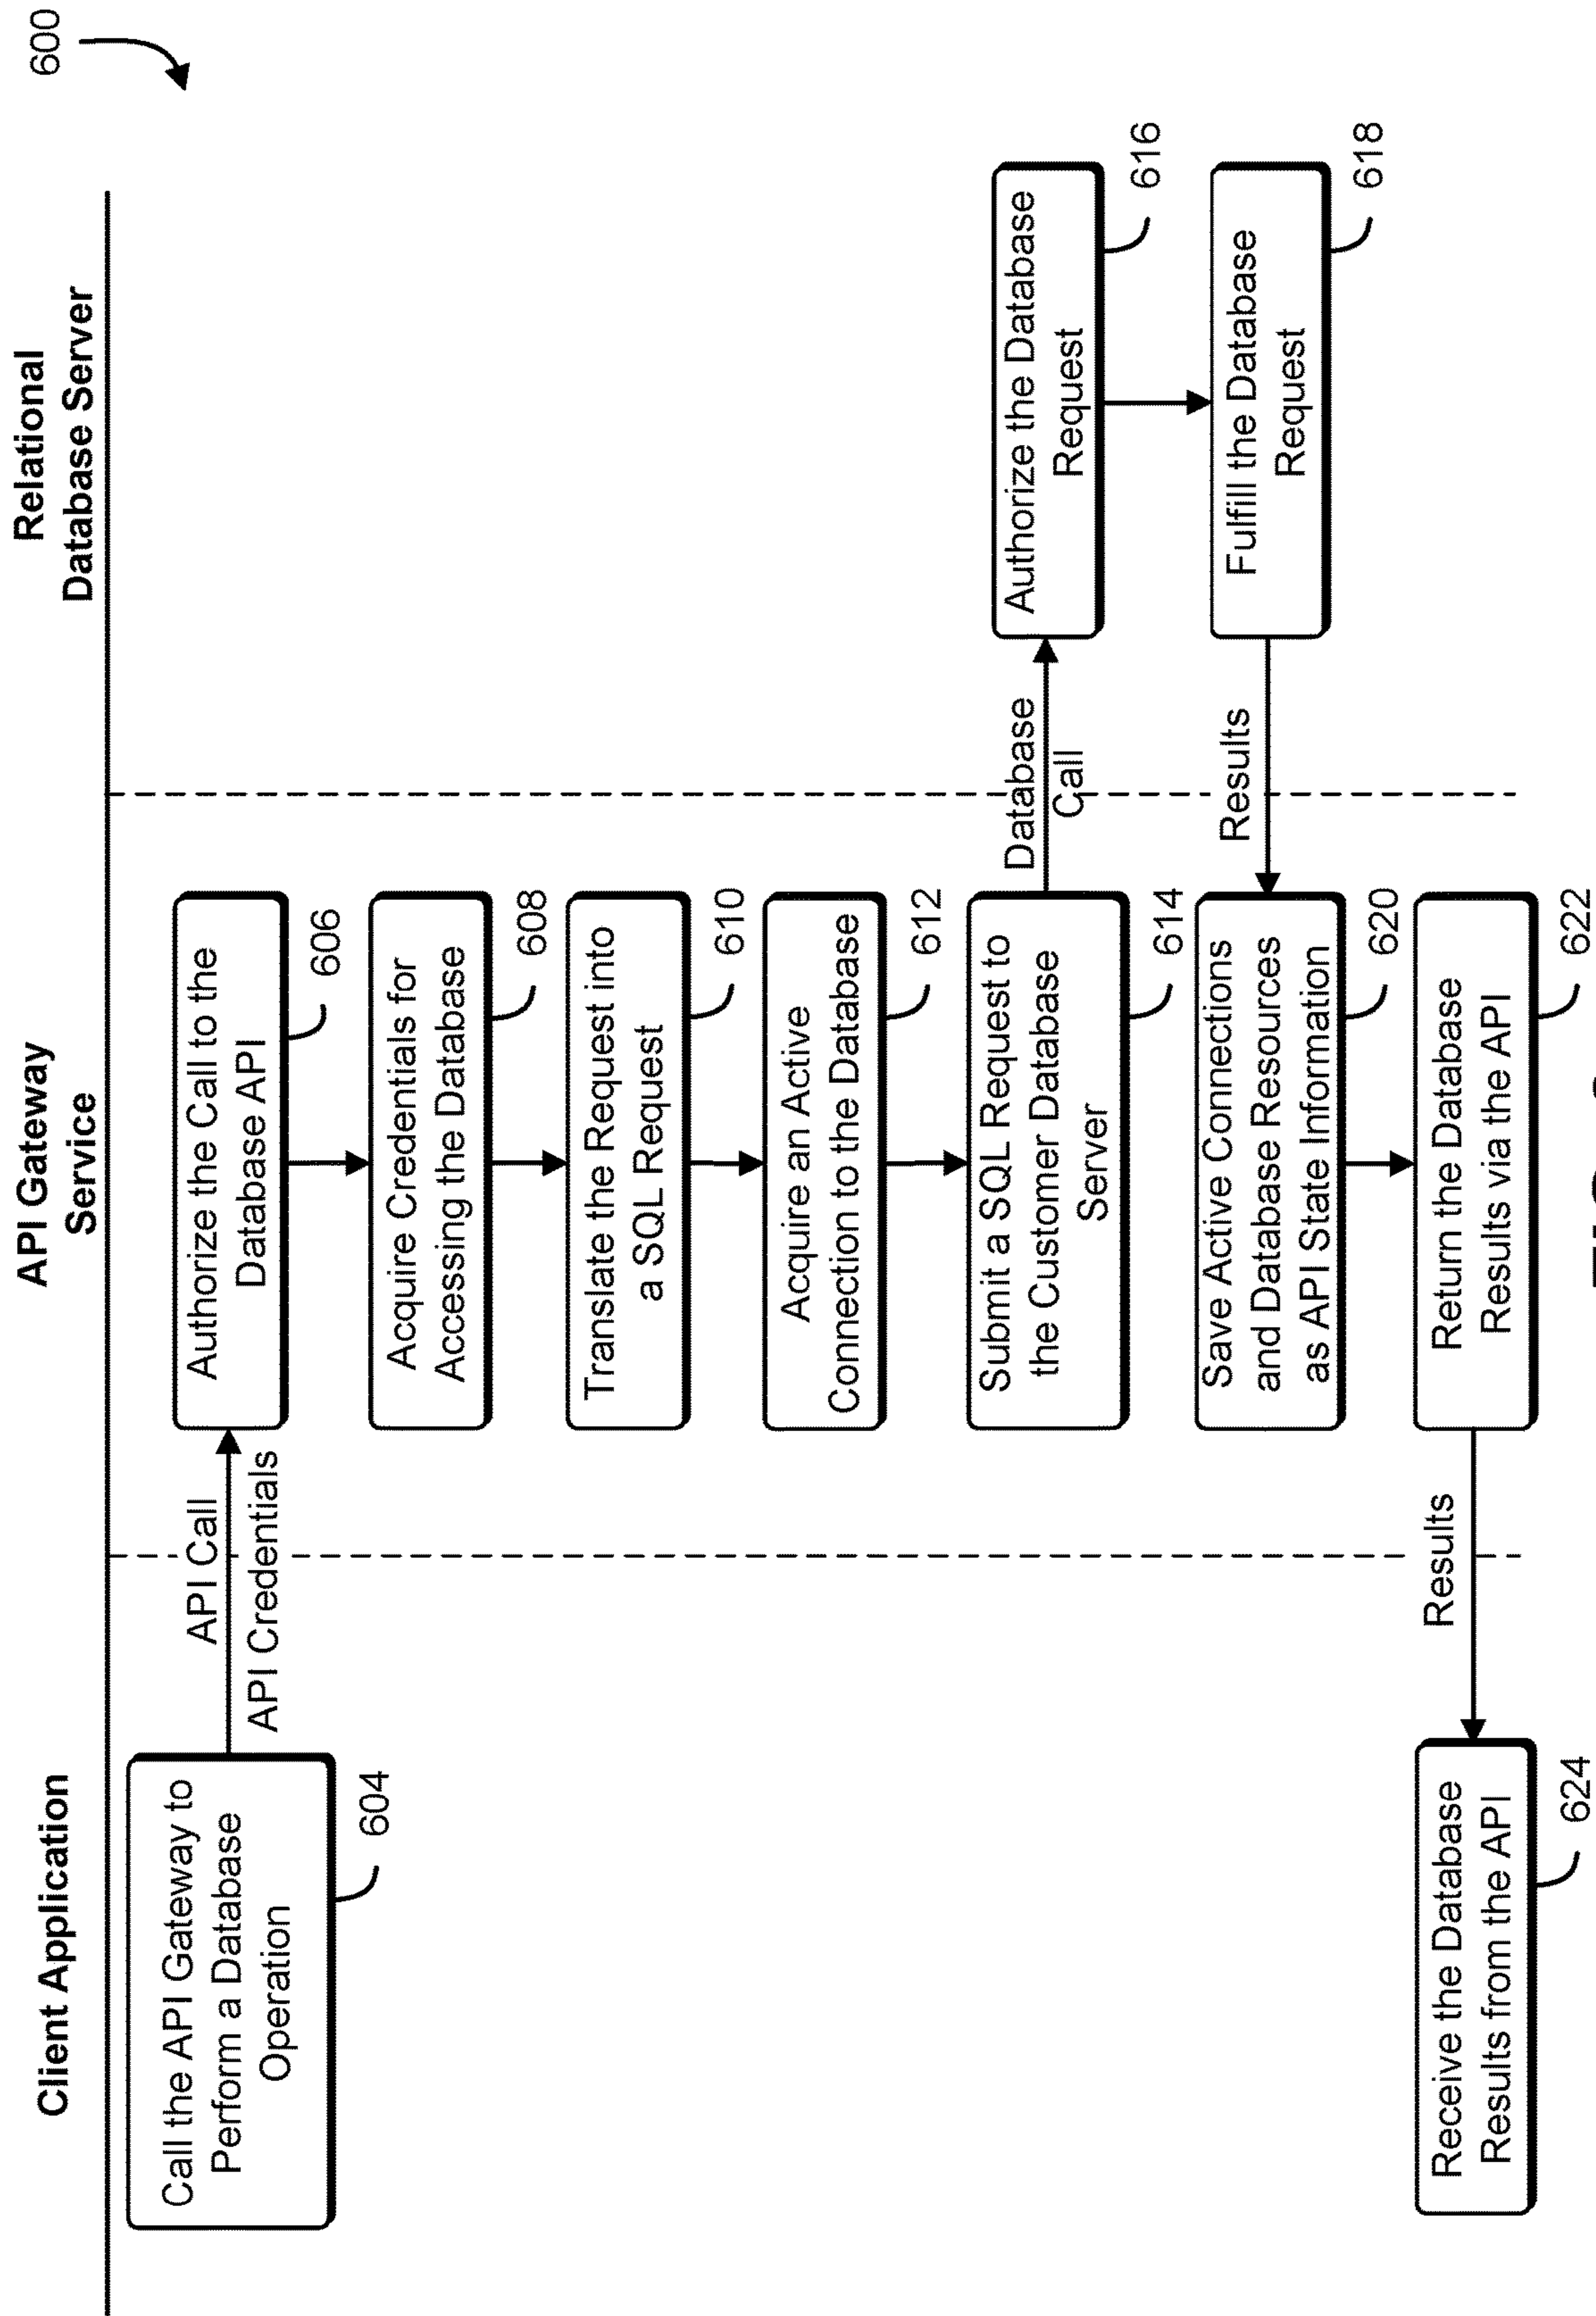 600
Client Application
API Gateway
Service
Relational
Database Server
Call the API Gateway to
Perform a Database
Operation
604
API Call
API Credentials
Authorize the Call to the
Database API
606
Acquire Credentials for
Accessing the Database
608
Translate the Request into
a SQL Request
610
Acquire an Active
Connection to the Database
612
Submit a SQL Request to
the Customer Database
Server
614
Database
Call
Authorize the Database
Request
616
Fulfill the Database
Request
618
Results
Save Active Connections
and Database Resources
as API State Information
620
Return the Database
Results via the API
622
Results
Receive the Database
Results from the API
624